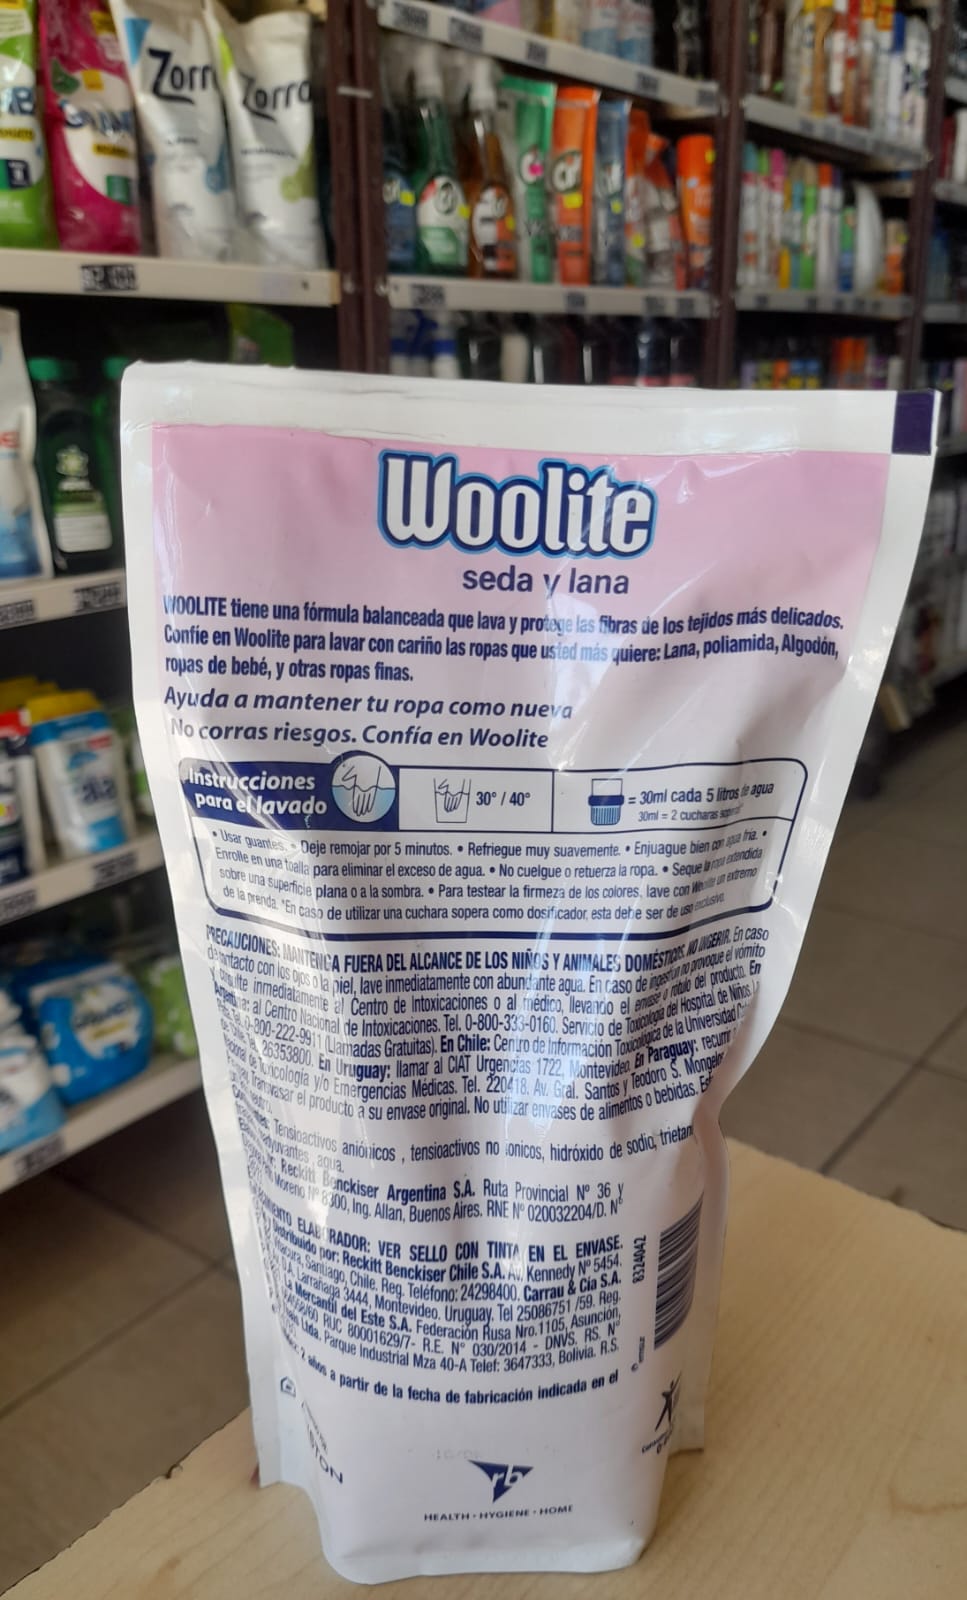 Zorro
Zorro
cif
cif
ala
Woolite
seda y lana
WOOLITE tiene una fórmula balanceada que lava y protege las fibras de los tejidos más delicados.
Confíe en Woolite para lavar con cariño las ropas que usted más quiere: Lana, poliamida, Algodón,
ropas de bebé, y otras ropas finas.
Ayuda a mantener tu ropa como nueva
No corras riesgos. Confía en Woolite
Instrucciones
para el lavado
30° / 40°
= 30ml cada 5 litros de agua
30ml = 2 cucharas
• Usar guantes. • Deje remojar por 5 minutos. • Refriegue muy suavemente. • Enjuague bien con agua fría. •
Enrolle en una toalla para eliminar el exceso de agua. • No cuelgue o retuerza la ropa. • Seque la ropa extendida
sobre una superficie plana o a la sombra. • Para testear la firmeza de los colores, lave con Woolite un extremo
de la prenda. *En caso de utilizar una cuchara sopera como dosificador, esta debe ser de uso exclusivo.
PRECAUCIONES: MANTENGA FUERA DEL ALCANCE DE LOS NIÑOS Y ANIMALES DOMÉSTICOS. NO INGERIR. En caso
de contacto con los ojos o la piel, lave inmediatamente con abundante agua. En caso de ingestión no provoque el vómito
y consulte inmediatamente al Centro de Intoxicaciones o al médico, llevando el envase o rótulo del producto. En
Argentina: al Centro Nacional de Intoxicaciones. Tel. 0-800-333-0160. Servicio de Toxicología del Hospital de Niños
Tel. 0-800-222-9911 (Llamadas Gratuitas). En Chile: Centro de Información Toxicológica de la Universidad
de Chile. Tel. 26353800. En Uruguay: llamar al CIAT Urgencias 1722, Montevideo. En Paraguay: recurrir
de Toxicología y/o Emergencias Médicas. Tel. 220418. Av. Gral. Santos y Teodoro S. Mongelos
transvasar el producto a su envase original. No utilizar envases de alimentos o bebidas.
Tensioactivos aniónicos , tensioactivos no ionicos, hidróxido de sodio,
agua.
Reckitt Benckiser Argentina S.A. Ruta Provincial Nº 36 y
Moreno Nº 8300, Ing. Allan, Buenos Aires. RNE Nº 020032204/D. Nº
ELABORADOR: VER SELLO CON TINTA EN EL ENVASE.
Distribuido por: Reckitt Benckiser Chile S.A. Av. Kennedy Nº 5454.
Vitacura, Santiago, Chile. Reg. Teléfono: 24298400. Carrau & Cía S.A.
Larrañaga 3444, Montevideo. Uruguay. Tel 25086751 /59. Reg.
La Mercantil del Este S.A. Federación Rusa Nro.1105, Asunción,
RUC 80001629/7- R.E. Nº 030/2014 - DNVS. RS. Nº
Ltda. Parque Industrial Mza 40-A Telef: 3647333, Bolivia. R.S.
2 años a partir de la fecha de fabricación indicada en el
8324042
rb
HEALTH • HYGIENE • HOME